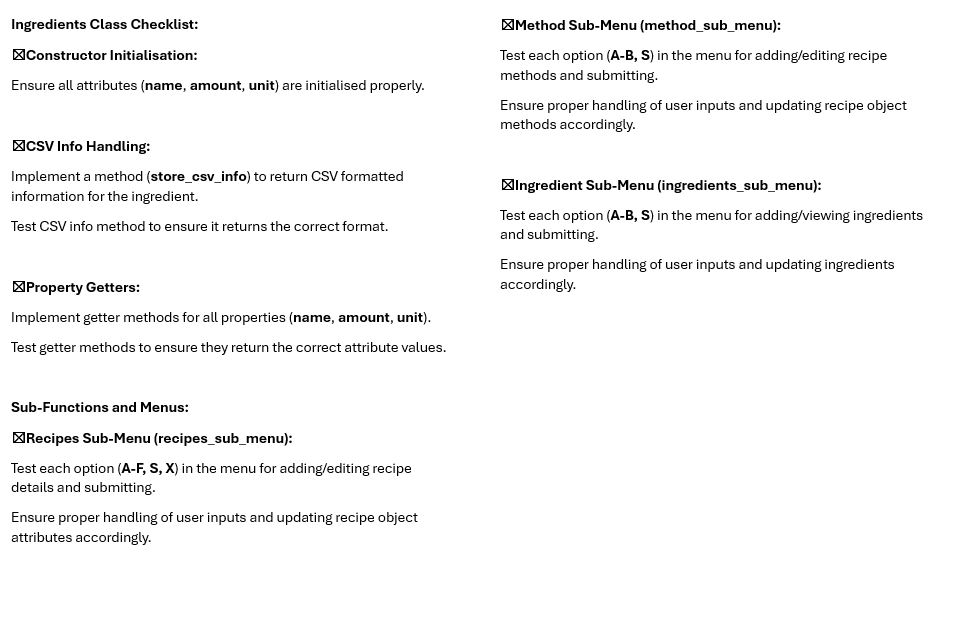 Ingredients Class Checklist:
☒Constructor Initialisation:
Ensure all attributes (name, amount, unit) are initialised properly.
☒CSV Info Handling:
Implement a method (store_csv_info) to return CSV formatted
information for the ingredient.
Test CSV info method to ensure it returns the correct format.
☒Property Getters:
Implement getter methods for all properties (name, amount, unit).
Test getter methods to ensure they return the correct attribute values.
Sub-Functions and Menus:
☒Recipes Sub-Menu (recipes_sub_menu):
Test each option (A-F, S, X) in the menu for adding/editing recipe
details and submitting.
Ensure proper handling of user inputs and updating recipe object
attributes accordingly.
☒Method Sub-Menu (method_sub_menu):
Test each option (A-B, S) in the menu for adding/editing recipe
methods and submitting.
Ensure proper handling of user inputs and updating recipe object
methods accordingly.
☒Ingredient Sub-Menu (ingredients_sub_menu):
Test each option (A-B, S) in the menu for adding/viewing ingredients
and submitting.
Ensure proper handling of user inputs and updating ingredients
accordingly.